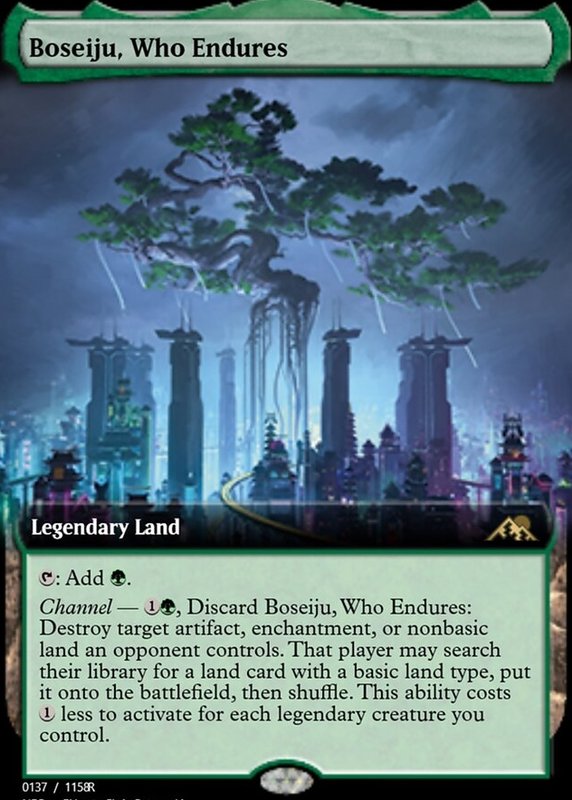 Boseiju, Who Endures
Legendary Land
: Add .
Channel — 1, Discard Boseiju, Who Endures:
Destroy target artifact, enchantment, or nonbasic
land an opponent controls. That player may search
their library for a land card with a basic land type, put
it onto the battlefield, then shuffle. This ability costs
1 less to activate for each legendary creature you
control.
0137 / 1158R